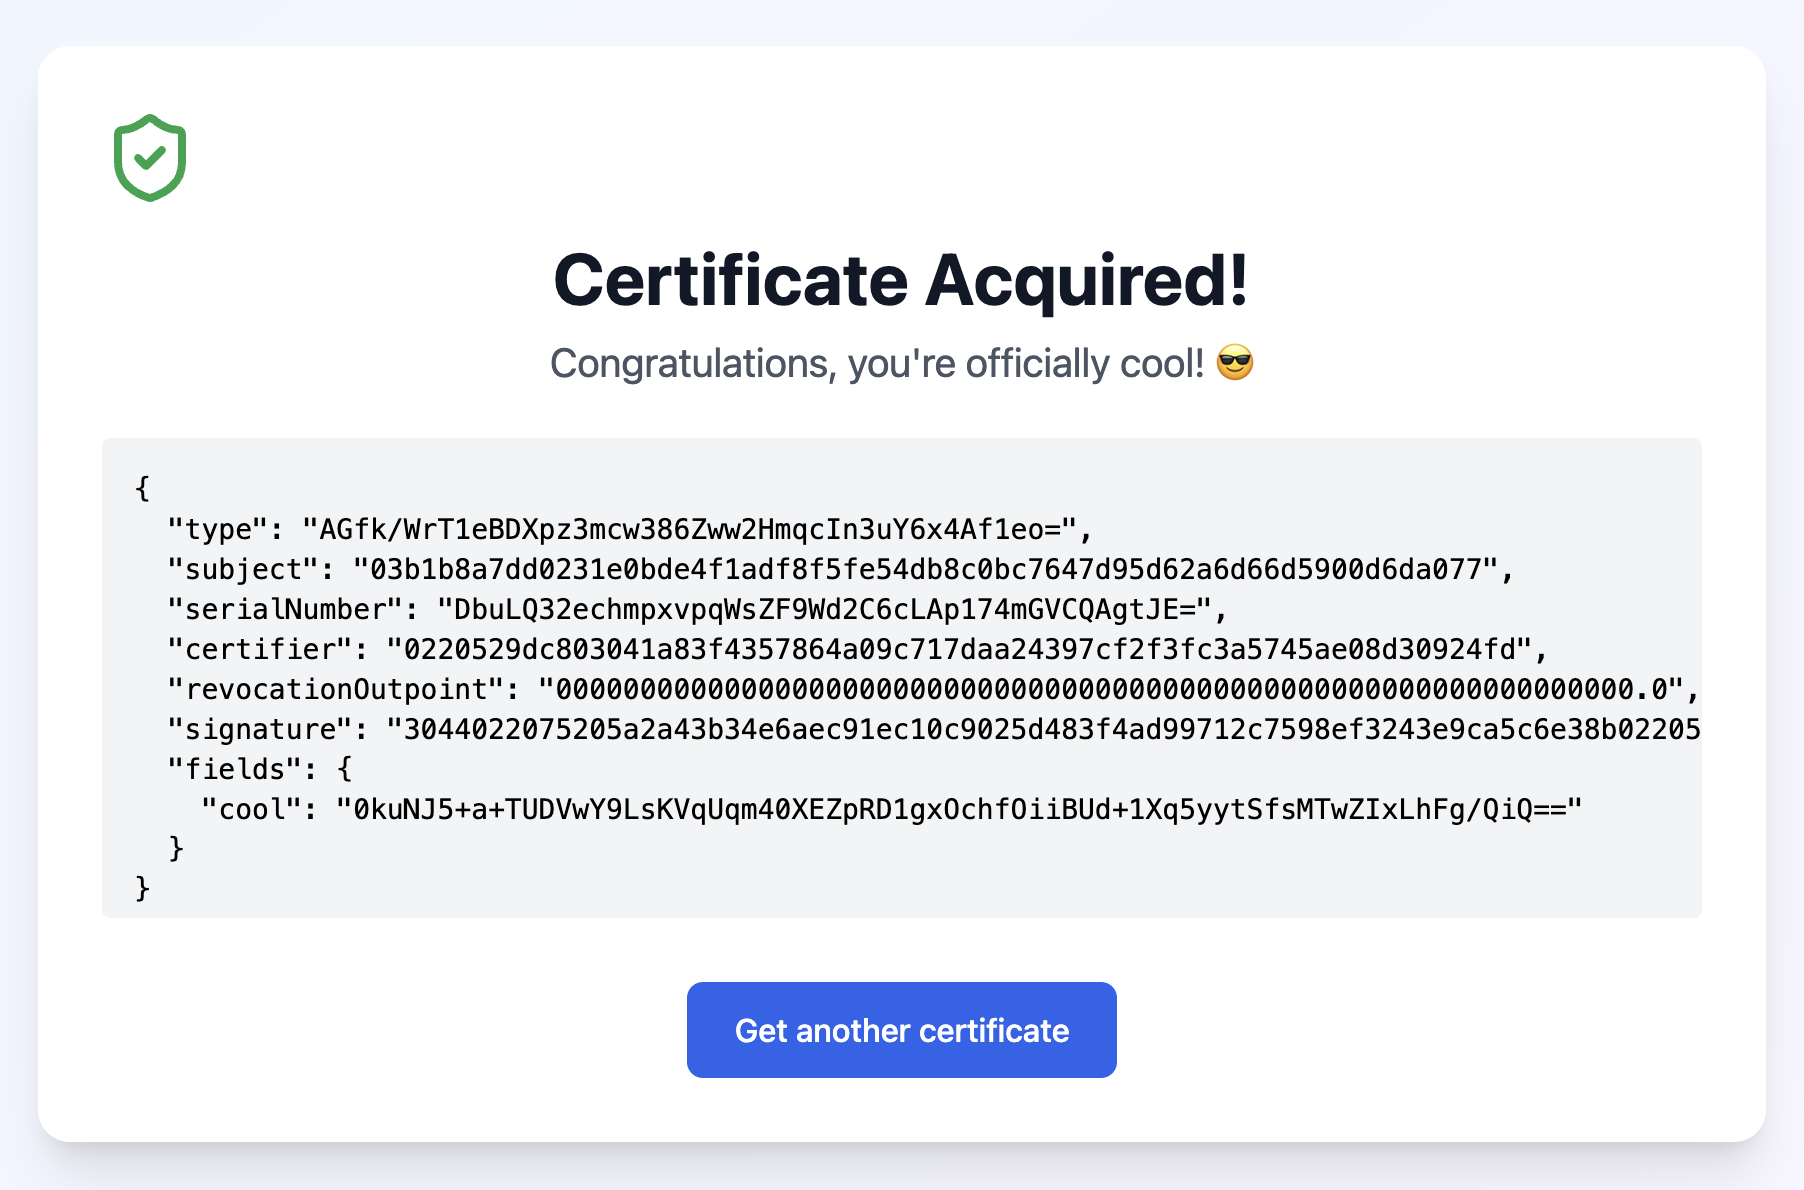 Certificate Acquired!
Congratulations, you're officially cool! 😎
{
  "type": "AGfk/WrT1eBDXpz3mcw386Zww2HmqcIn3uY6x4Af1eo=",
  "subject": "03b1b8a7dd0231e0bde4f1adf8f5fe54db8c0bc7647d95d62a6d66d5900d6da077",
  "serialNumber": "DbuLQ32echmpxvpqWsZF9Wd2C6cLAp174mGVCQAgtJE=",
  "certifier": "0220529dc803041a83f4357864a09c717daa24397cf2f3fc3a5745ae08d30924fd",
  "revocationOutpoint": "0000000000000000000000000000000000000000000000000000000000000000.0",
  "signature": "3044022075205a2a43b34e6aec91ec10c9025d483f4ad99712c7598ef3243e9ca5c6e38b02205
  "fields": {
    "cool": "0kuNJ5+a+TUDVwY9LsKVqUqm40XEZpRD1gxOchfOiiBUd+1Xq5yytSfsMTwZIxLhFg/QiQ=="
  }
}
Get another certificate